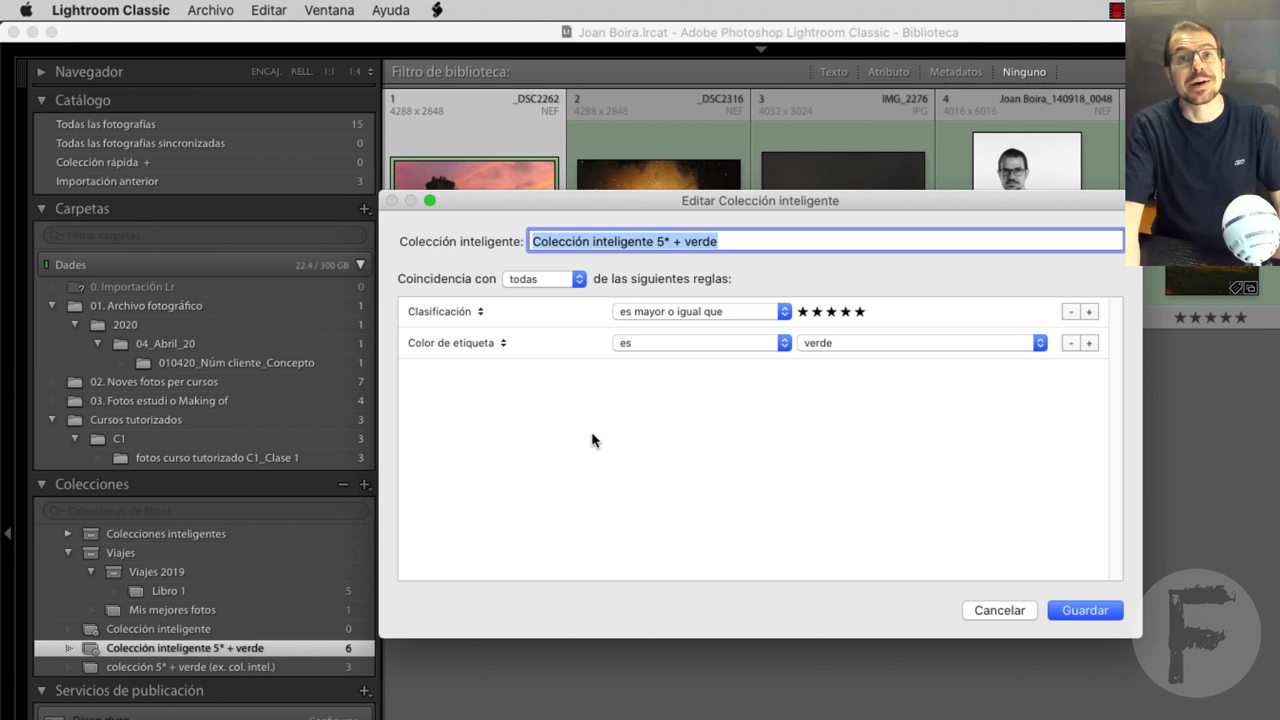 Lightroom Classic Archivo Editar Ventana Ayuda
Joan Boira.lrcat - Adobe Photoshop Lightroom Classic - Biblioteca
Navegador ENCAJ. RELL. 1:1 1:4
Filtro de biblioteca: Texto Atributo Metadatos Ninguno
Catálogo
Todas las fotografías 15
Todas las fotografías sincronizadas 0
Colección rápida + 0
Importación anterior 3
1 _DSC2262
4288 x 2848 NEF
2 _DSC2316
4288 x 2848 NEF
3 IMG_2276
4032 x 3024 JPG
4 Joan Boira_140918_0048
4016 x 6016 NEF
Carpetas
Filtrar carpetas
Dades 22,4 / 300 GB
0. Importación Lr 0
01. Archivo fotográfico 1
2020 1
04_Abril_20 1
010420_Núm cliente_Concepto 1
02. Noves fotos per cursos 7
03. Fotos estudi o Making of 4
Cursos tutorizados 3
C1 3
fotos curso tutorizado C1_Clase 1 3
Colecciones
Colecciones de filtros
Colecciones inteligentes
Viajes
Viajes 2019
Libro 1 5
Mis mejores fotos 1
Colección inteligente 0
Colección inteligente 5* + verde 6
colección 5* + verde (ex. col. intel.) 3
Servicios de publicación
Editar Colección inteligente
Colección inteligente: Colección inteligente 5* + verde
Coincidencia con todas de las siguientes reglas:
Clasificación es mayor o igual que ★★★★★ - +
Color de etiqueta es verde - +
Cancelar Guardar
★★★★★
F